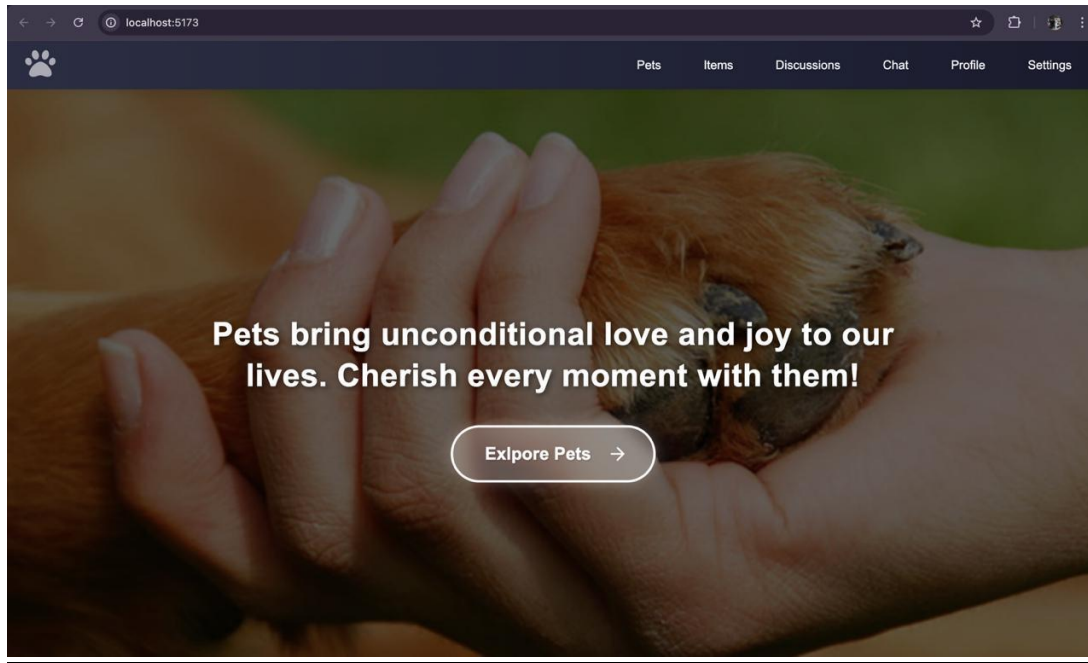 localhost:5173
Pets Items Discussions Chat Profile Settings
Pets bring unconditional love and joy to our
lives. Cherish every moment with them!
Exlpore Pets →